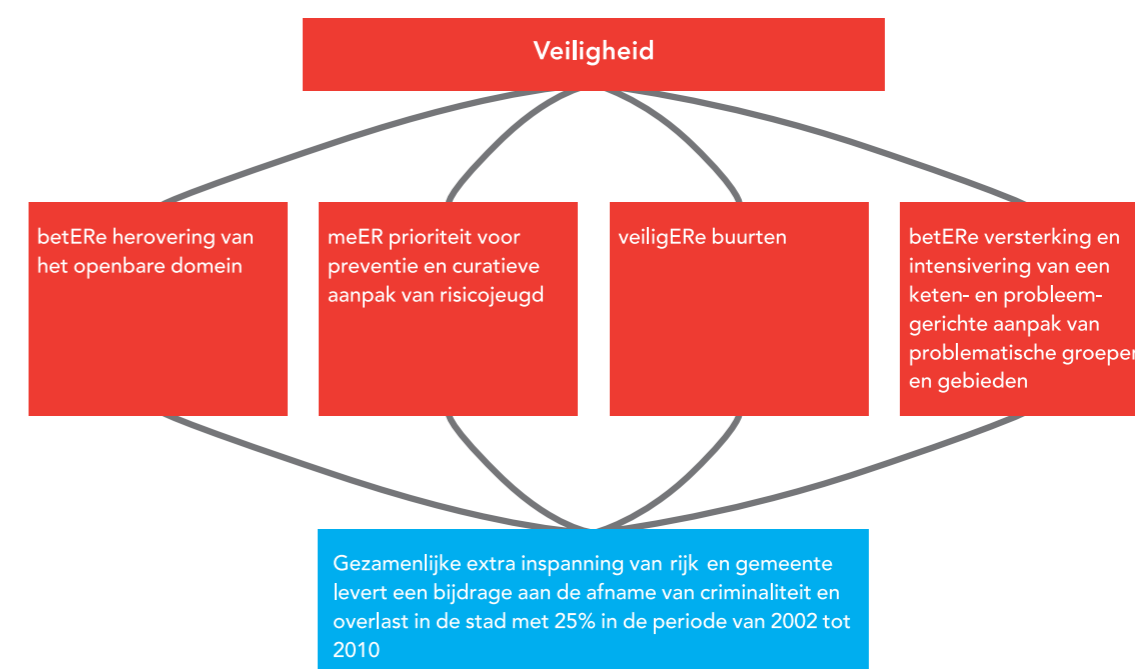 Veiligheid
betERe herovering van
het openbare domein
meER prioriteit voor
preventie en curatieve
aanpak van risicojeugd
veiligERe buurten
betERe versterking en
intensivering van een
keten- en probleem-
gerichte aanpak van
problematische groepen
en gebieden
Gezamenlijke extra inspanning van rijk en gemeente
levert een bijdrage aan de afname van criminaliteit en
overlast in de stad met 25% in de periode van 2002 tot
2010